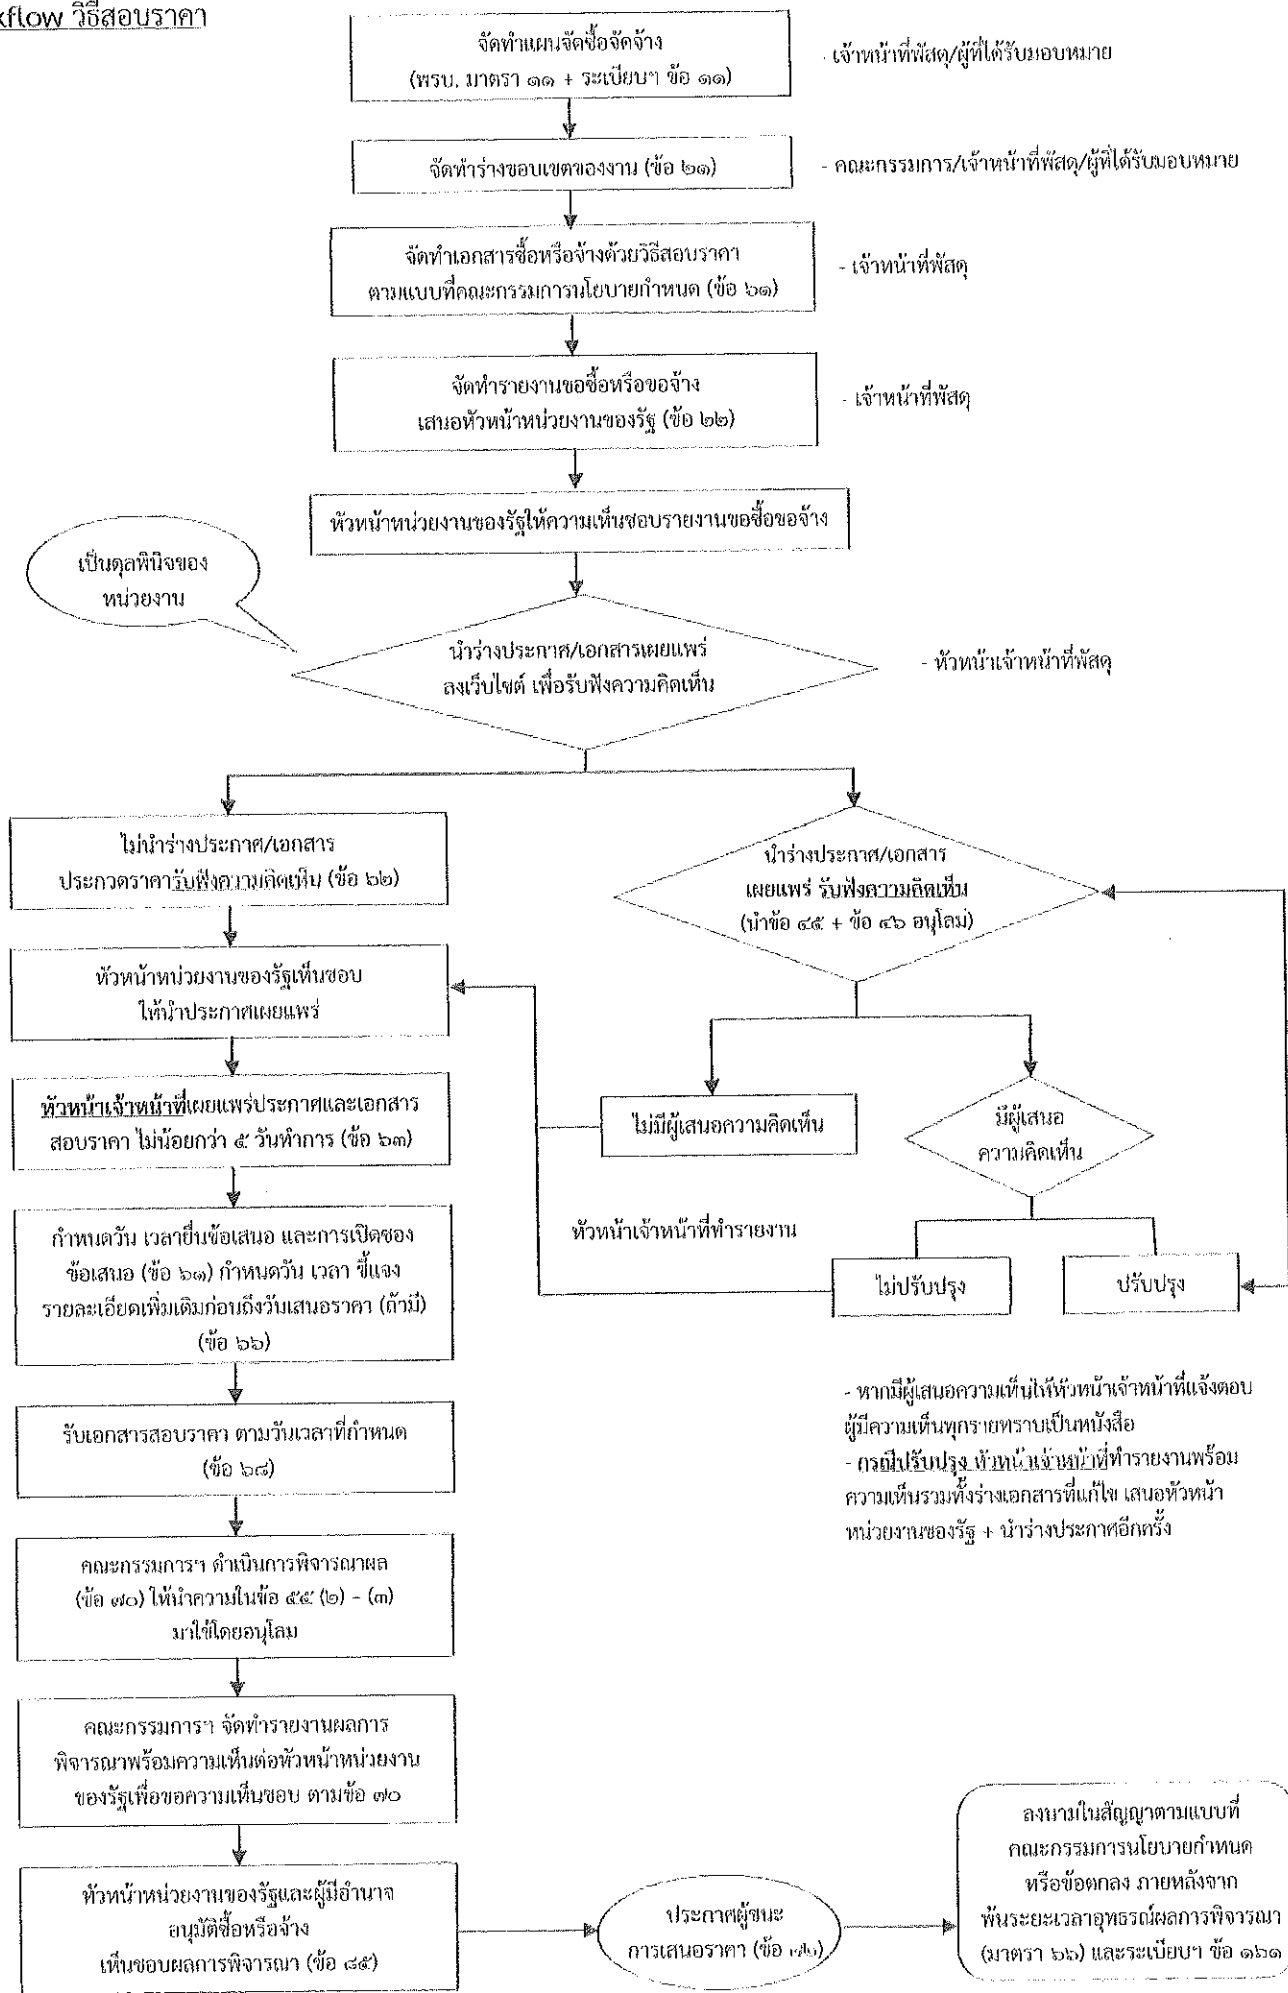 kflow วิธีสอบราคา
จัดทำแผนจัดซื้อจัดจ้าง
(พรบ. มาตรา ๑๑ + ระเบียบฯ ข้อ ๑๑)
- เจ้าหน้าที่พัสดุ/ผู้ที่ได้รับมอบหมาย
จัดทำร่างขอบเขตของงาน (ข้อ ๒๑)
- คณะกรรมการ/เจ้าหน้าที่พัสดุ/ผู้ที่ได้รับมอบหมาย
จัดทำเอกสารซื้อหรือจ้างด้วยวิธีสอบราคา
ตามแบบที่คณะกรรมการนโยบายกำหนด (ข้อ ๖๑)
- เจ้าหน้าที่พัสดุ
จัดทำรายงานขอซื้อหรือขอจ้าง
เสนอหัวหน้าหน่วยงานของรัฐ (ข้อ ๒๒)
- เจ้าหน้าที่พัสดุ
หัวหน้าหน่วยงานของรัฐให้ความเห็นชอบรายงานขอซื้อขอจ้าง
เป็นดุลพินิจของ
หน่วยงาน
นำร่างประกาศ/เอกสารเผยแพร่
ลงเว็บไซต์ เพื่อรับฟังความคิดเห็น
- หัวหน้าเจ้าหน้าที่พัสดุ
ไม่นำร่างประกาศ/เอกสาร
ประกวดราคารับฟังความคิดเห็น (ข้อ ๖๒)
นำร่างประกาศ/เอกสาร
เผยแพร่ รับฟังความคิดเห็น
(นำข้อ ๔๕ + ข้อ ๔๖ อนุโลม)
หัวหน้าหน่วยงานของรัฐเห็นชอบ
ให้นำประกาศเผยแพร่
หัวหน้าเจ้าหน้าที่เผยแพร่ประกาศและเอกสาร
สอบราคา ไม่น้อยกว่า ๕ วันทำการ (ข้อ ๖๓)
ไม่มีผู้เสนอความคิดเห็น
มีผู้เสนอ
ความคิดเห็น
กำหนดวัน เวลายื่นข้อเสนอ และการเปิดซอง
ข้อเสนอ (ข้อ ๖๑) กำหนดวัน เวลา ชี้แจง
รายละเอียดเพิ่มเติมก่อนถึงวันเสนอราคา (ถ้ามี)
(ข้อ ๖๖)
หัวหน้าเจ้าหน้าที่ทำรายงาน
ไม่ปรับปรุง
ปรับปรุง
- หากมีผู้เสนอความเห็นให้หัวหน้าเจ้าหน้าที่แจ้งตอบ
ผู้มีความเห็นทุกรายทราบเป็นหนังสือ
- กรณีปรับปรุง หัวหน้าเจ้าหน้าที่ทำรายงานพร้อม
ความเห็นรวมทั้งร่างเอกสารที่แก้ไข เสนอหัวหน้า
หน่วยงานของรัฐ + นำร่างประกาศอีกครั้ง
รับเอกสารสอบราคา ตามวันเวลาที่กำหนด
(ข้อ ๖๘)
คณะกรรมการฯ ดำเนินการพิจารณาผล
(ข้อ ๗๐) ให้นำความในข้อ ๕๕ (๒) - (๓)
มาใช้โดยอนุโลม
คณะกรรมการฯ จัดทำรายงานผลการ
พิจารณาพร้อมความเห็นต่อหัวหน้าหน่วยงาน
ของรัฐเพื่อขอความเห็นชอบ ตามข้อ ๗๐
หัวหน้าหน่วยงานของรัฐและผู้มีอำนาจ
อนุมัติซื้อหรือจ้าง
เห็นชอบผลการพิจารณา (ข้อ ๘๕)
ประกาศผู้ชนะ
การเสนอราคา (ข้อ ๗๒)
ลงนามในสัญญาตามแบบที่
คณะกรรมการนโยบายกำหนด
หรือข้อตกลง ภายหลังจาก
พ้นระยะเวลาอุทธรณ์ผลการพิจารณา
(มาตรา ๖๖) และระเบียบฯ ข้อ ๑๖๑